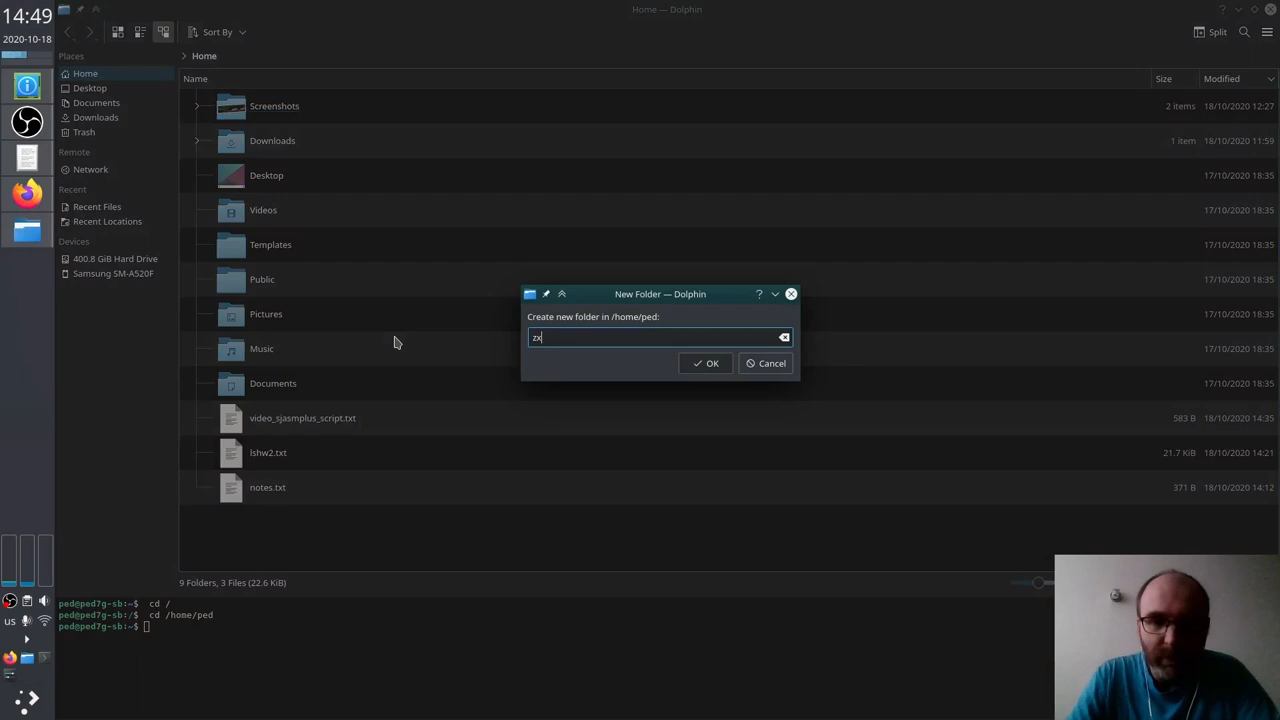 14:49
2020-10-18
Home — Dolphin
Sort By
Split
Places
Home
Desktop
Documents
Downloads
Trash
Remote
Network
Recent
Recent Files
Recent Locations
Devices
400.8 GiB Hard Drive
Samsung SM-A520F
Home
Name Size Modified
Screenshots 2 items 18/10/2020 12:27
Downloads 1 item 18/10/2020 11:59
Desktop 17/10/2020 18:35
Videos 17/10/2020 18:35
Templates 17/10/2020 18:35
Public 17/10/2020 18:35
Pictures 17/10/2020 18:35
Music 17/10/2020 18:35
Documents 17/10/2020 18:35
video_sjasmplus_script.txt 583 B 18/10/2020 14:35
lshw2.txt 21.7 KiB 18/10/2020 14:21
notes.txt 371 B 18/10/2020 14:12
New Folder — Dolphin
Create new folder in /home/ped:
zx
OK Cancel
9 Folders, 3 Files (22.6 KiB)
ped@ped7g-sb:~$ cd /
ped@ped7g-sb:/$ cd /home/ped
ped@ped7g-sb:~$
us